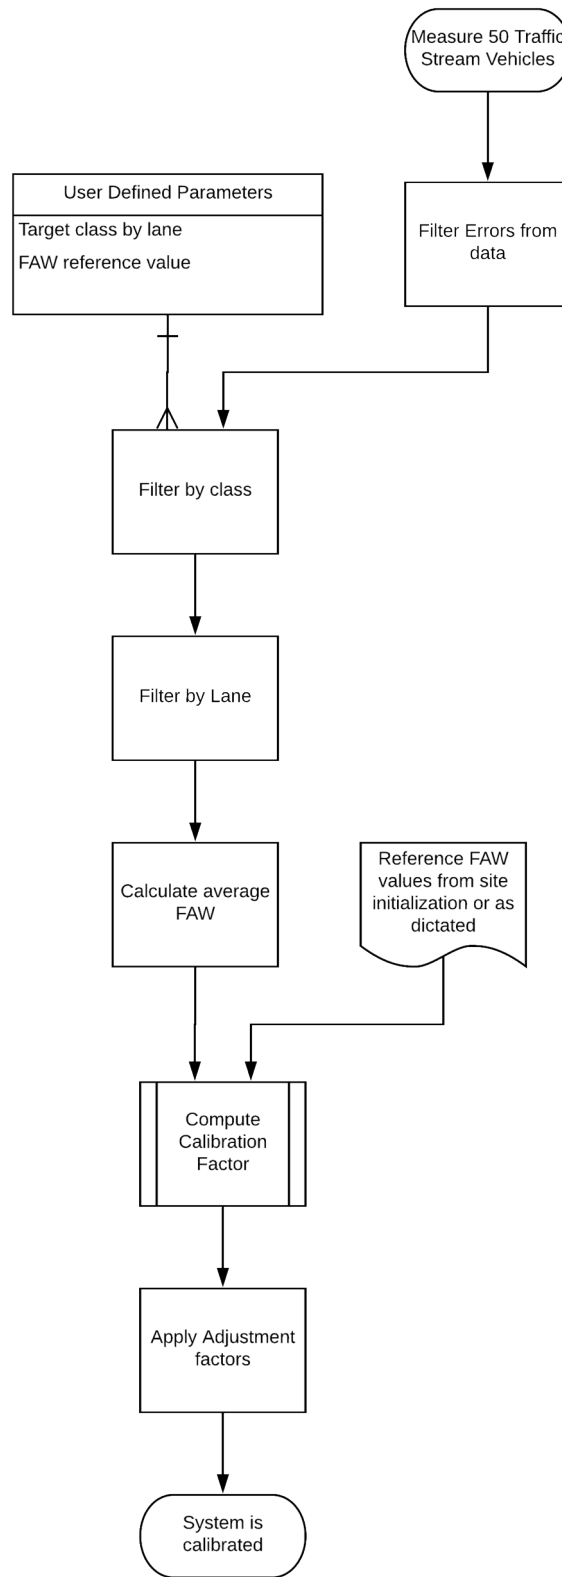 Measure 50 Traffic
Stream Vehicles
User Defined Parameters
Target class by lane
FAW reference value
Filter Errors from
data
Filter by class
Filter by Lane
Calculate average
FAW
Reference FAW
values from site
initialization or as
dictated
Compute
Calibration
Factor
Apply Adjustment
factors
System is
calibrated